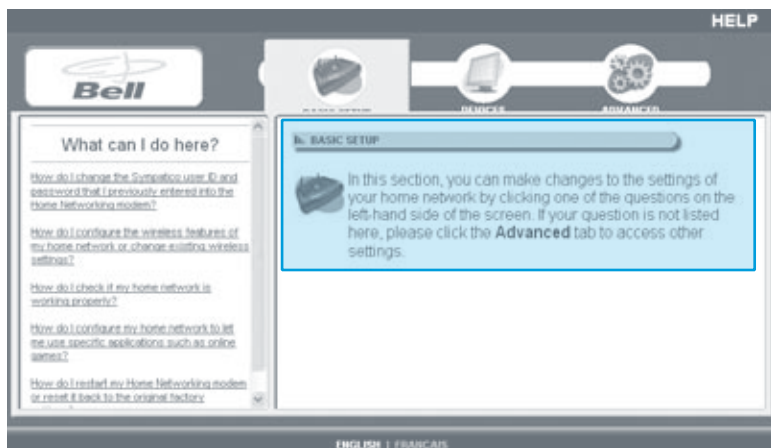 HELP
Bell
DEVICES
ADVANCED
What can I do here?
How do I change the Sympatico user ID and
password that I previously entered into the
Home Networking modem?
How do I configure the wireless features of
my home network or change existing wireless
settings?
How do I check if my home network is
working properly?
How do I configure my home network to let
me use specific applications such as online
games?
How do I restart my Home Networking modem
or reset it back to the original factory
BASIC SETUP
In this section, you can make changes to the settings of
your home network by clicking one of the questions on the
left-hand side of the screen. If your question is not listed
here, please click the Advanced tab to access other
settings.
ENGLISH | FRANCAIS